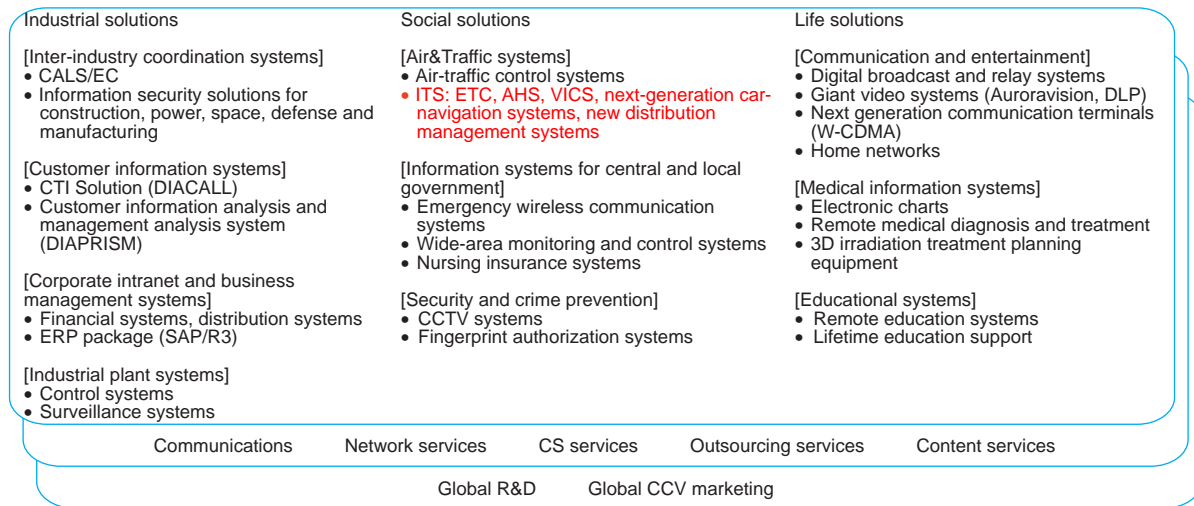 Industrial solutions
[Inter-industry coordination systems]
• CALS/EC
• Information security solutions for
construction, power, space, defense and
manufacturing
[Customer information systems]
• CTI Solution (DIACALL)
• Customer information analysis and
management analysis system
(DIAPRISM)
[Corporate intranet and business
management systems]
• Financial systems, distribution systems
• ERP package (SAP/R3)
[Industrial plant systems]
• Control systems
• Surveillance systems
Social solutions
[Air&Traffic systems]
• Air-traffic control systems
• ITS: ETC, AHS, VICS, next-generation car-
navigation systems, new distribution
management systems
[Information systems for central and local
government]
• Emergency wireless communication
systems
• Wide-area monitoring and control systems
• Nursing insurance systems
[Security and crime prevention]
• CCTV systems
• Fingerprint authorization systems
Life solutions
[Communication and entertainment]
• Digital broadcast and relay systems
• Giant video systems (Auroravision, DLP)
• Next generation communication terminals
(W-CDMA)
• Home networks
[Medical information systems]
• Electronic charts
• Remote medical diagnosis and treatment
• 3D irradiation treatment planning
equipment
[Educational systems]
• Remote education systems
• Lifetime education support
Communications Network services CS services Outsourcing services Content services
Global R&D Global CCV marketing